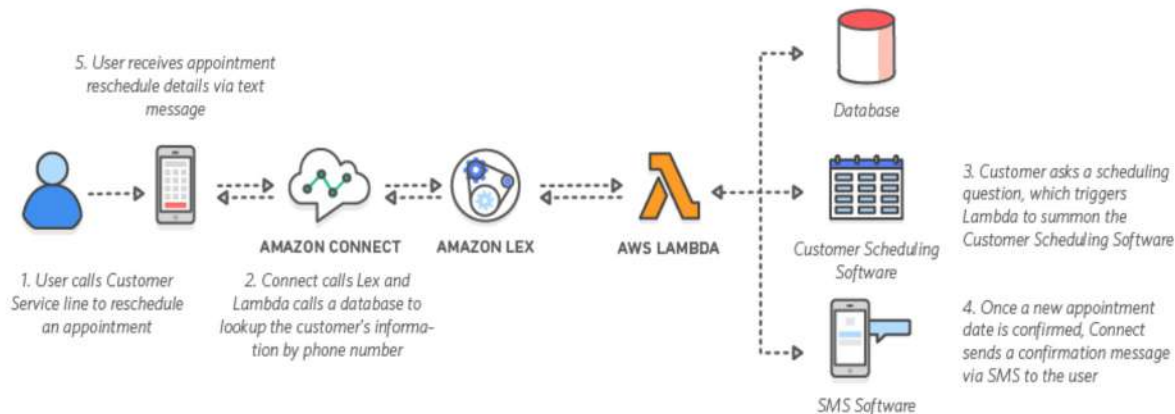 5. User receives appointment
reschedule details via text
message
Database
AMAZON CONNECT
AMAZON LEX
AWS LAMBDA
1. User calls Customer
Service line to reschedule
an appointment
2. Connect calls Lex and
Lambda calls a database to
lookup the customer's informa-
tion by phone number
Customer Scheduling
Software
3. Customer asks a scheduling
question, which triggers
Lambda to summon the
Customer Scheduling Software
4. Once a new appointment
date is confirmed, Connect
sends a confirmation message
via SMS to the user
SMS Software